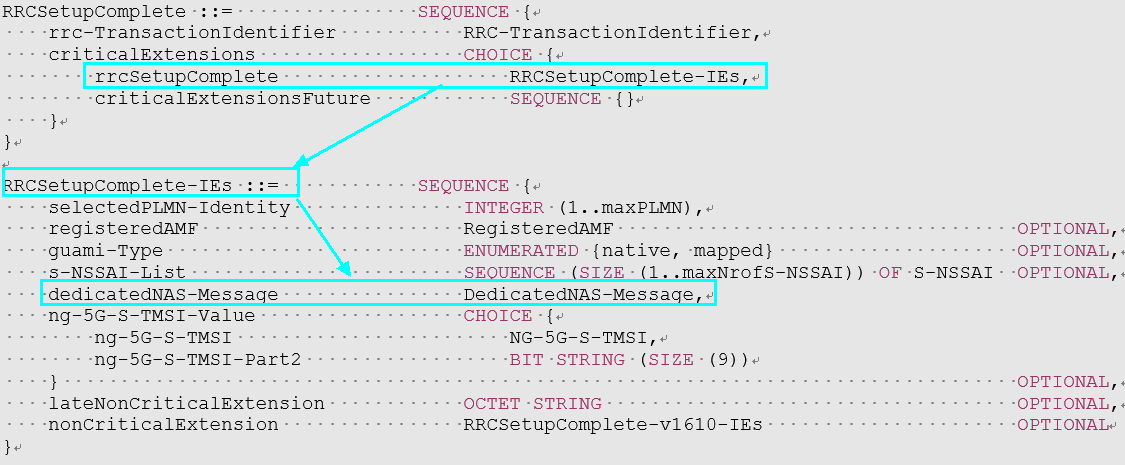 RRCSetupComplete ::= SEQUENCE {
rrc-TransactionIdentifier RRC-TransactionIdentifier,
criticalExtensions CHOICE {
rrcSetupComplete RRCSetupComplete-IEs,
criticalExtensionsFuture SEQUENCE {}
}
}
RRCSetupComplete-IEs ::= SEQUENCE {
selectedPLMN-Identity INTEGER (1..maxPLMN),
registeredAMF RegisteredAMF OPTIONAL,
guami-Type ENUMERATED {native, mapped} OPTIONAL,
s-NSSAI-List SEQUENCE (SIZE (1..maxNrofS-NSSAI)) OF S-NSSAI OPTIONAL,
dedicatedNAS-Message DedicatedNAS-Message,
ng-5G-S-TMSI-Value CHOICE {
ng-5G-S-TMSI NG-5G-S-TMSI,
ng-5G-S-TMSI-Part2 BIT STRING (SIZE (9))
} OPTIONAL,
lateNonCriticalExtension OCTET STRING OPTIONAL,
nonCriticalExtension RRCSetupComplete-v1610-IEs OPTIONAL
}